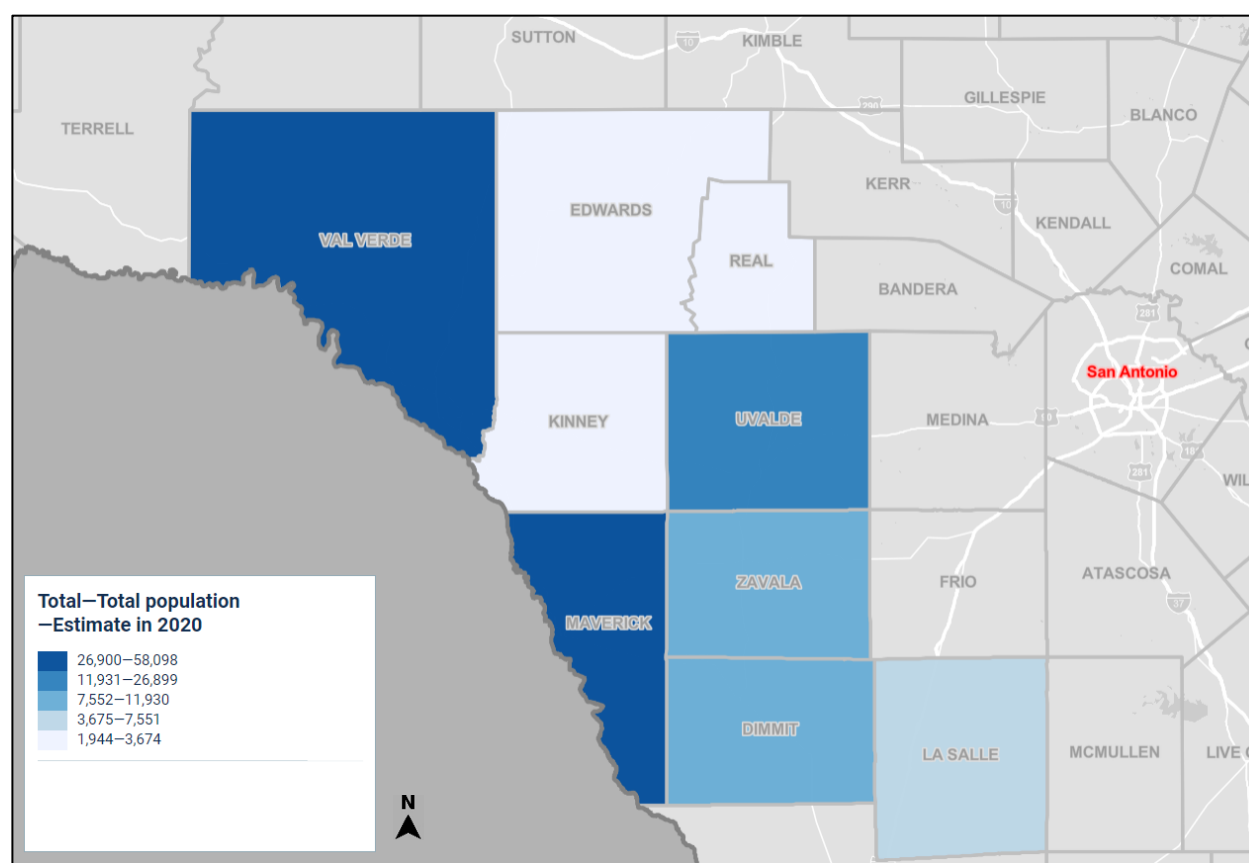 SUTTON
10
KIMBLE
290
GILLESPIE
BLANCO
TERRELL
KERR
10
KENDALL
EDWARDS
VAL VERDE
REAL
COMAL
BANDERA
281
San Antonio
KINNEY
UVALDE
MEDINA
10
18
281
WIL
ZAVALA
FRIO
ATASCOSA
37
MAVERICK
DIMMIT
LA SALLE
MCMULLEN
LIVE
Total—Total population
—Estimate in 2020
26,900—58,098
11,931—26,899
7,552—11,930
3,675—7,551
1,944—3,674
N